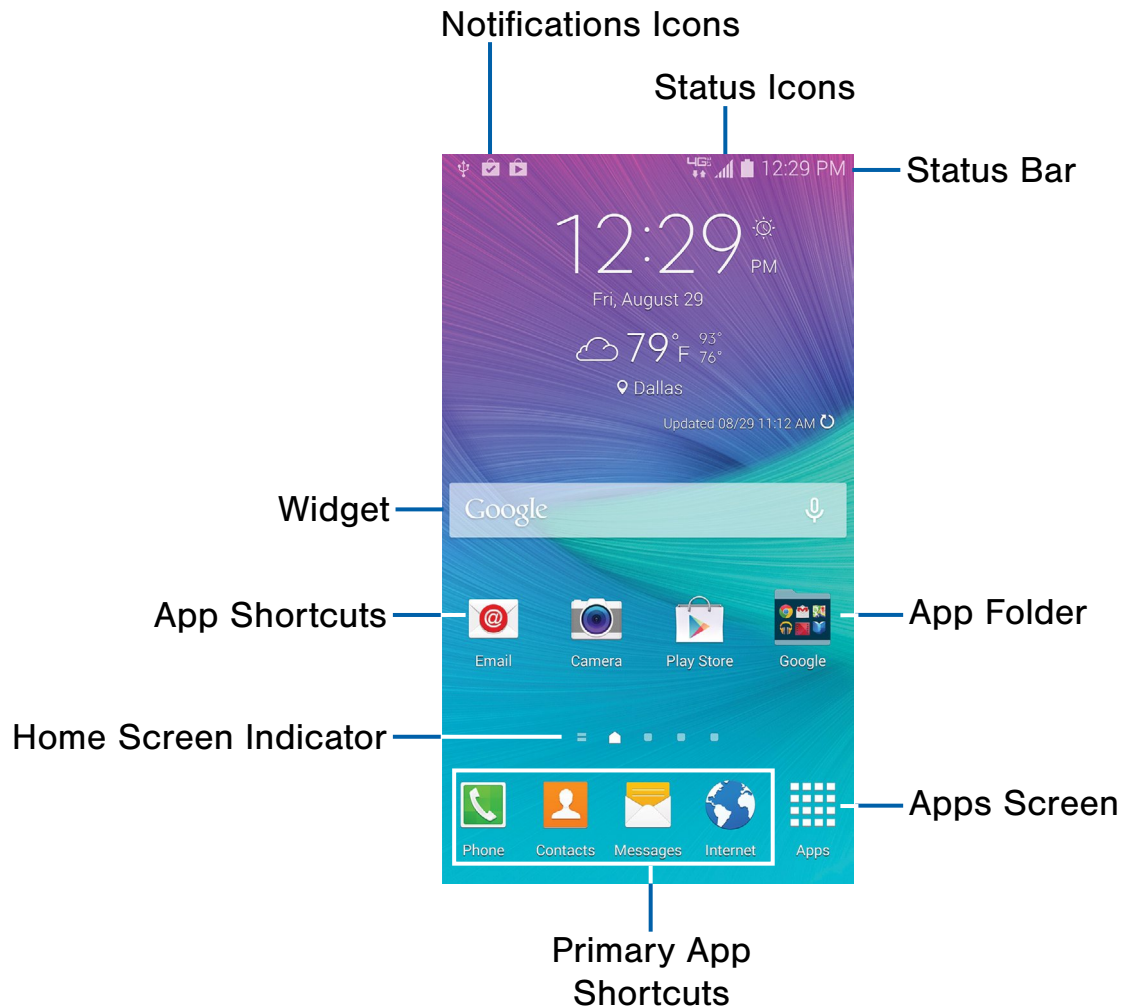 Notifications Icons
Status Icons
4G LTE
12:29 PM
Status Bar
12:29 PM
Fri, August 29
79°F 93° 76°
Dallas
Updated 08/29 11:12 AM
Widget
Google
App Shortcuts
App Folder
Email Camera Play Store Google
Home Screen Indicator
Apps Screen
Phone Contacts Messages Internet Apps
Primary App
Shortcuts